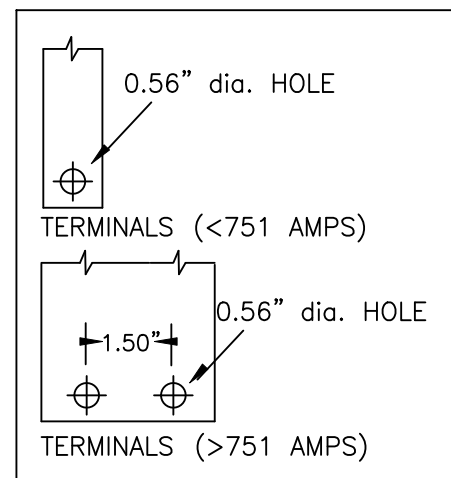 0.56" dia. HOLE
TERMINALS (<751 AMPS)
0.56" dia. HOLE
1.50"
TERMINALS (>751 AMPS)